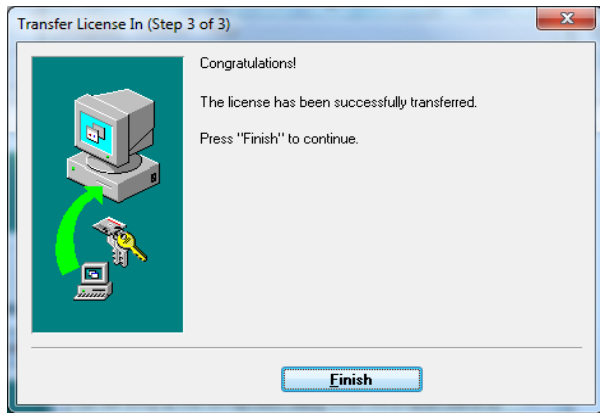 Transfer License In (Step 3 of 3)
Congratulations!
The license has been successfully transferred.
Press "Finish" to continue.
Finish